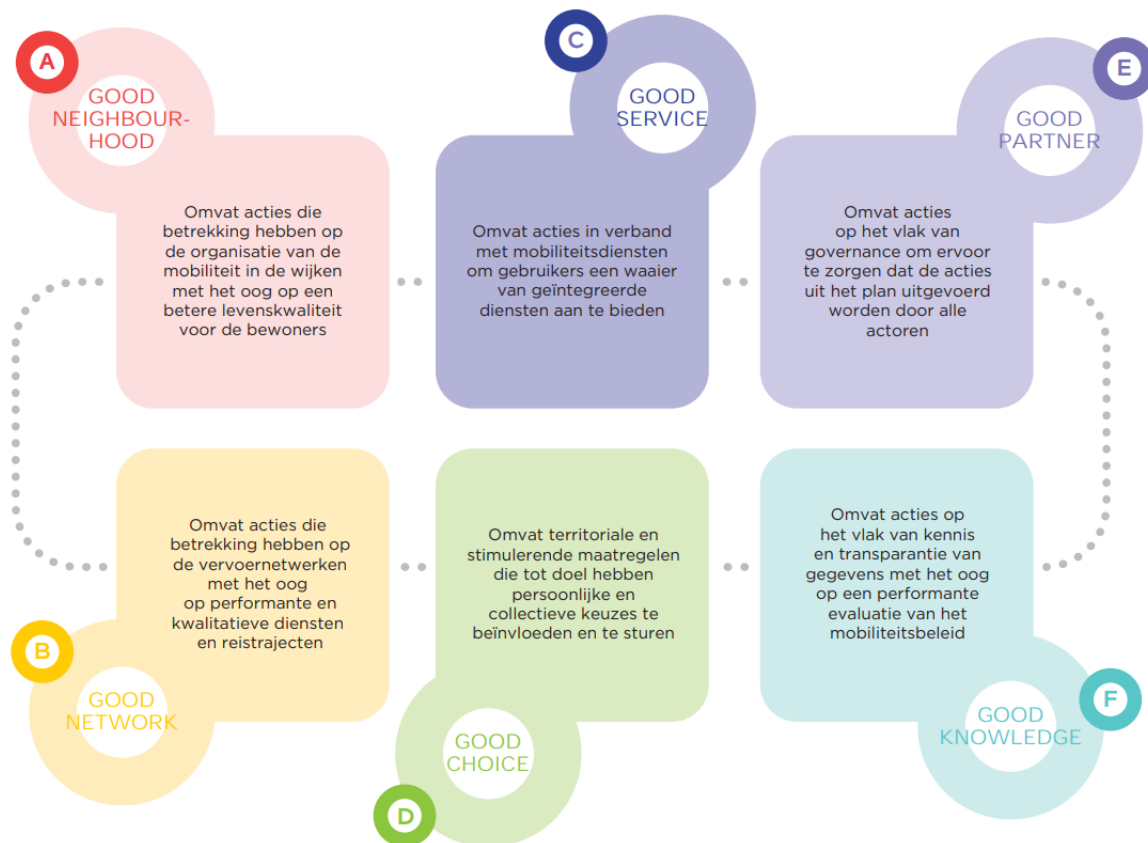 A
GOOD
NEIGHBOUR-
HOOD
Omvat acties die
betrekking hebben op
de organisatie van de
mobiliteit in de wijken
met het oog op een
betere levenskwaliteit
voor de bewoners
B
GOOD
NETWORK
Omvat acties die
betrekking hebben op
de vervoernetwerken
met het oog
op performante en
kwalitatieve diensten
en reistrajecten
C
GOOD
SERVICE
Omvat acties in verband
met mobiliteitsdiensten
om gebruikers een waaier
van geïntegreerde
diensten aan te bieden
D
GOOD
CHOICE
Omvat territoriale en
stimulerende maatregelen
die tot doel hebben
persoonlijke en
collectieve keuzes te
beïnvloeden en te sturen
E
GOOD
PARTNER
Omvat acties
op het vlak van
governance om ervoor
te zorgen dat de acties
uit het plan uitgevoerd
worden door alle
actoren
F
GOOD
KNOWLEDGE
Omvat acties op
het vlak van kennis
en transparantie van
gegevens met het oog
op een performante
evaluatie van het
mobiliteitsbeleid